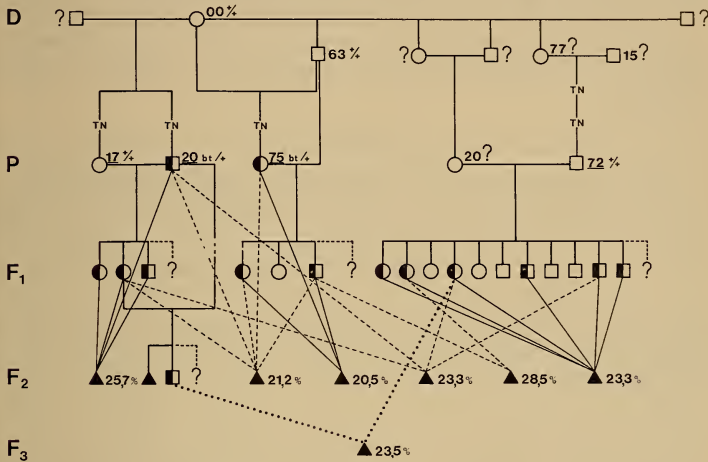 D ? 00 +/+ ?
63 +/+ ? ? 77? 15?
TN TN TN TN
TN
P 17 +/+ 20 bt/+ 75 bt/+ 20? 72 +/+
F1 ? ? ?
F2 25,7% ? 21,2% 20,5% 23,3% 28,5% 23,3%
F3 23,5%